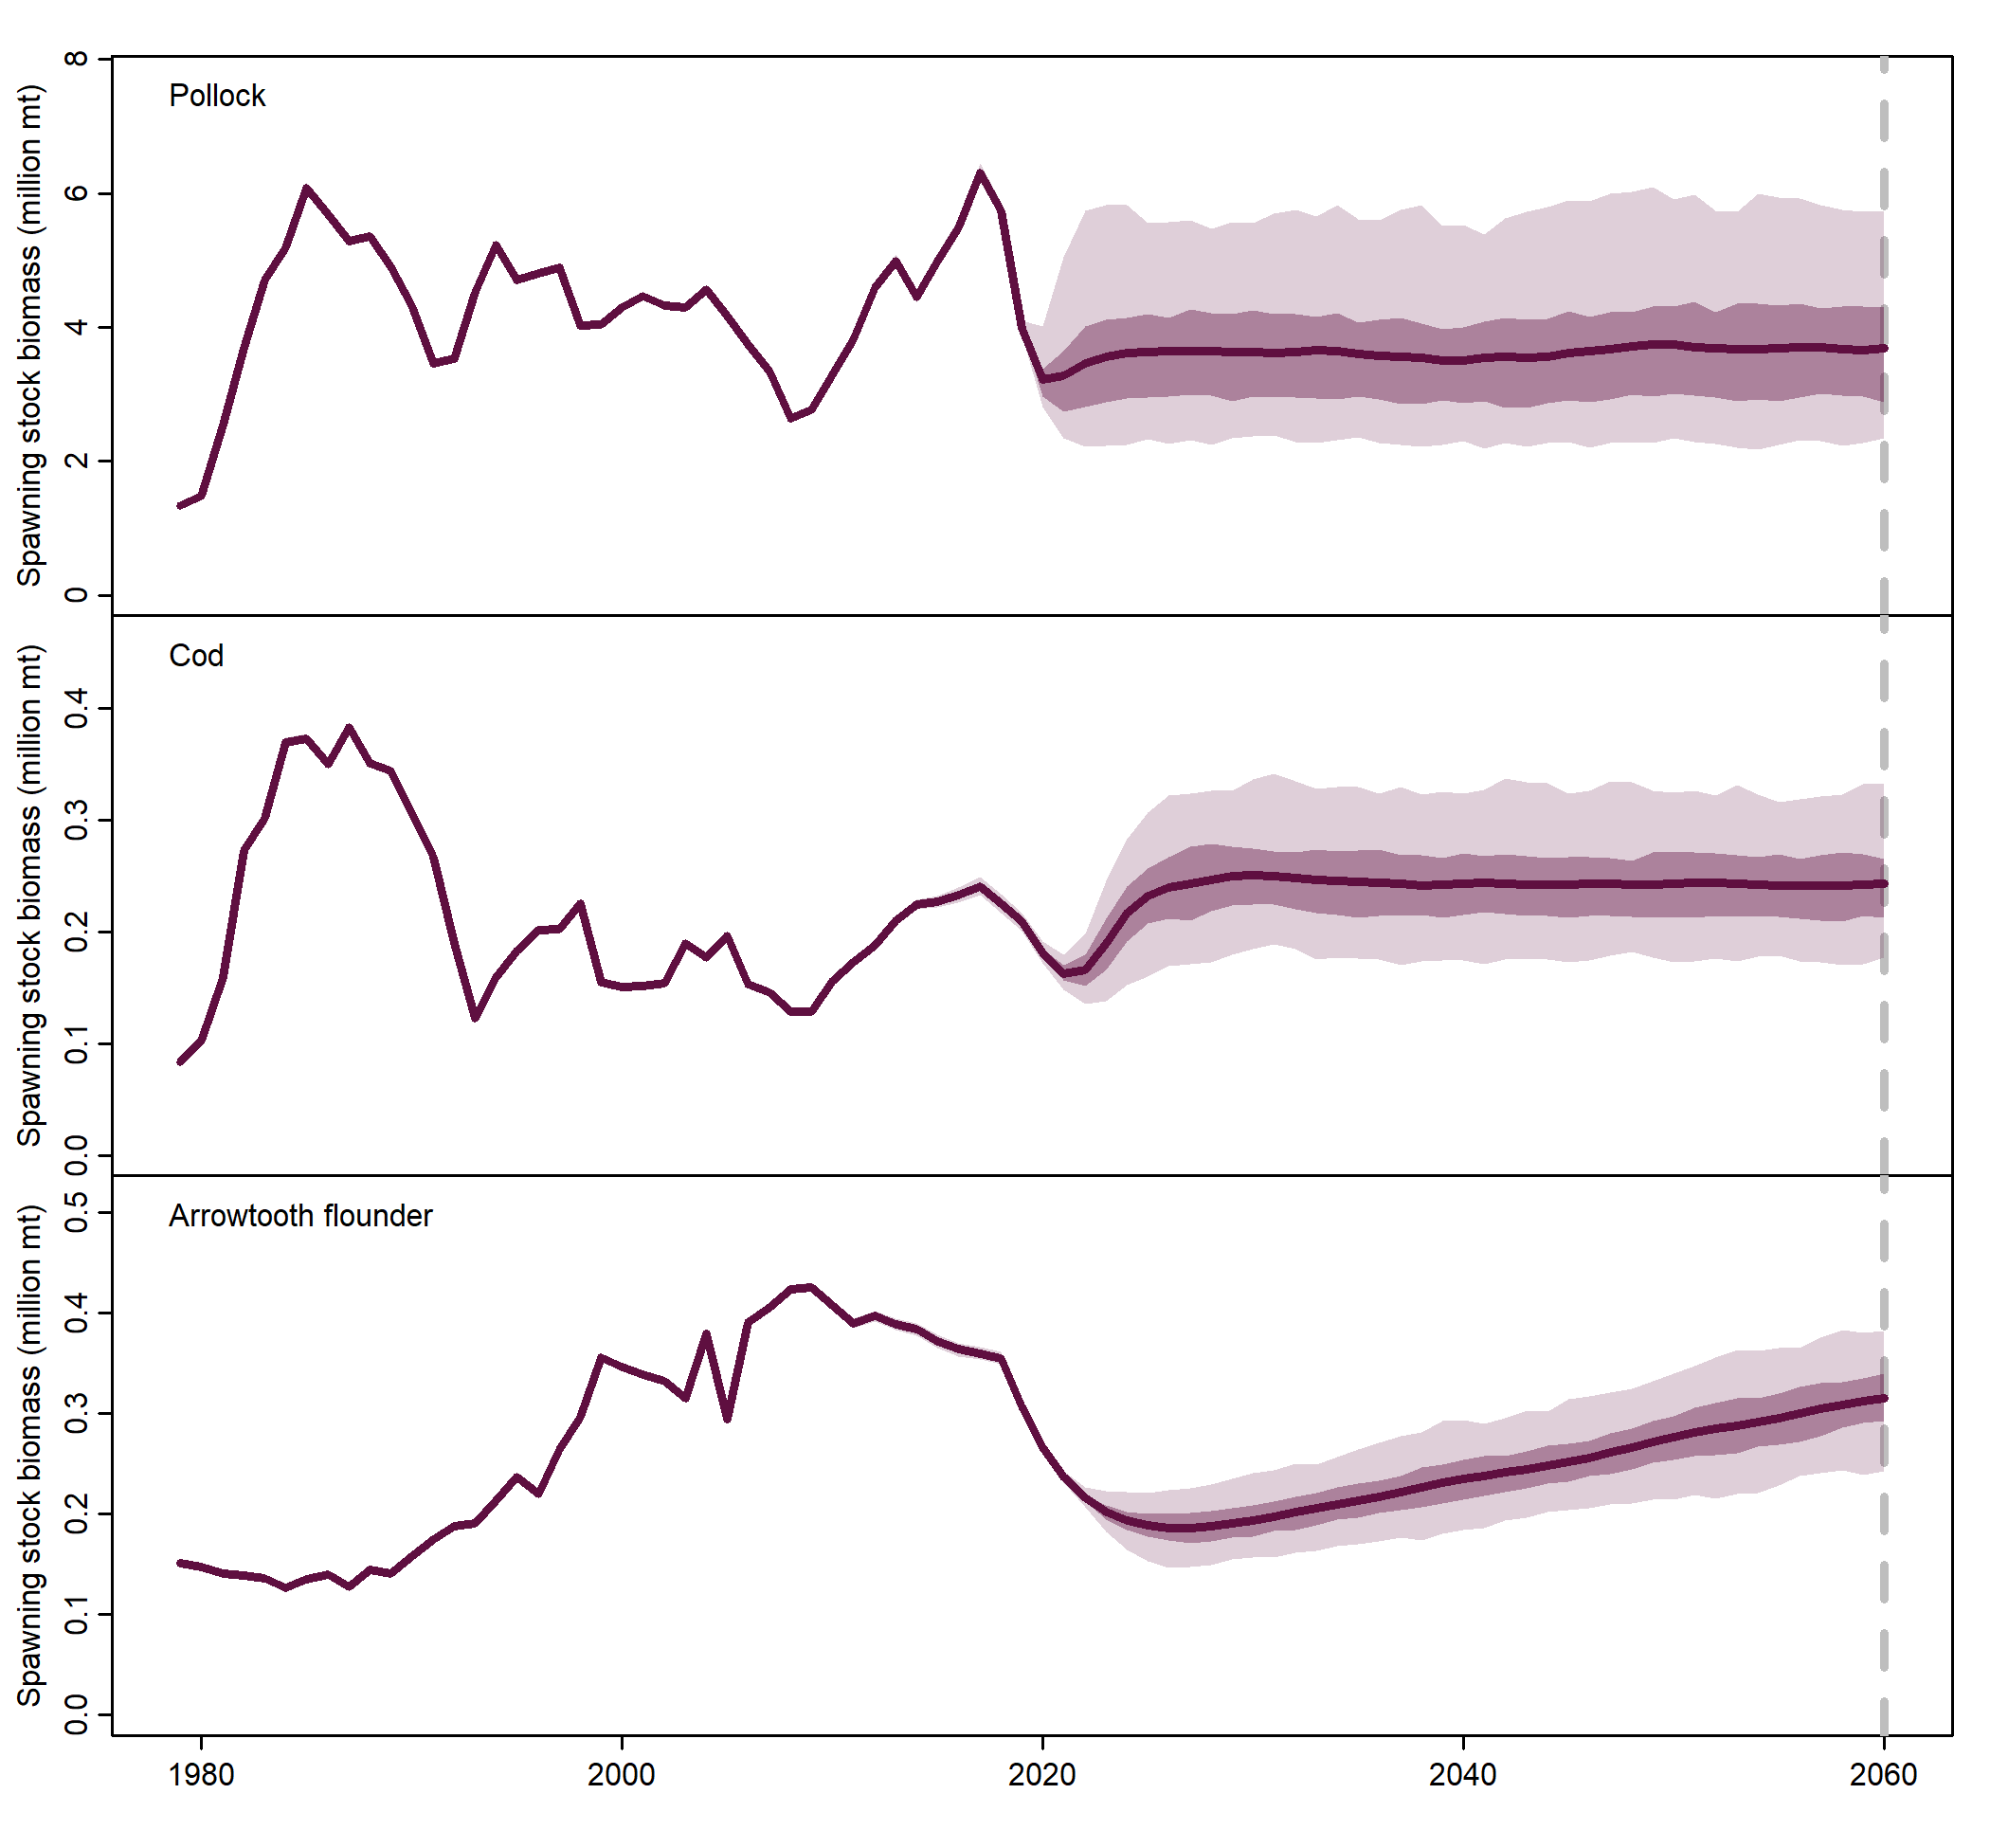 Pollock
Spawning stock biomass (million mt)
8
6
4
2
0
Cod
Spawning stock biomass (million mt)
0.4
0.3
0.2
0.1
0.0
Arrowtooth flounder
Spawning stock biomass (million mt)
0.5
0.4
0.3
0.2
0.1
0.0
1980 2000 2020 2040 2060